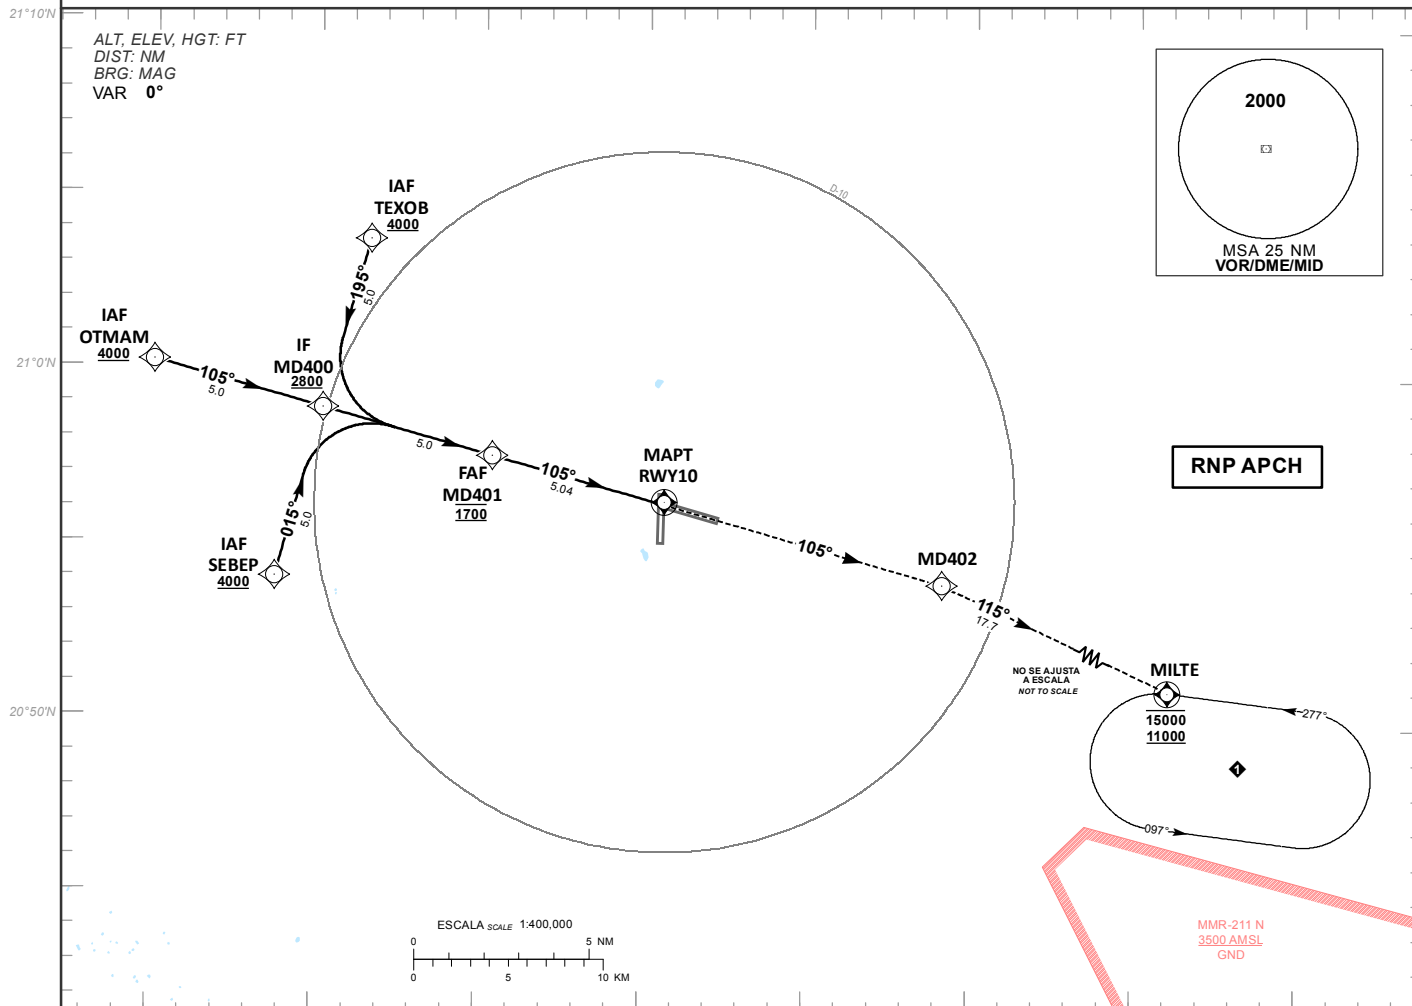 21°10'N
ALT, ELEV, HGT: FT
DIST: NM
BRG: MAG
VAR 0°
2000
MSA 25 NM
VOR/DME/MID
D-10
IAF
TEXOB
4000
195°
5.0
IAF
OTMAM
4000
105°
5.0
21°0'N
IF
MD400
2800
5.0
FAF
MD401
1700
105°
5.04
MAPT
RWY10
RNP APCH
015°
5.0
IAF
SEBEP
4000
105°
MD402
115°
17.7
NO SE AJUSTA
A ESCALA
NOT TO SCALE
MILTE
15000
11000
277°
1
097°
20°50'N
MMR-211 N
3500 AMSL
GND
ESCALA SCALE 1:400,000
0 5 NM
0 5 10 KM